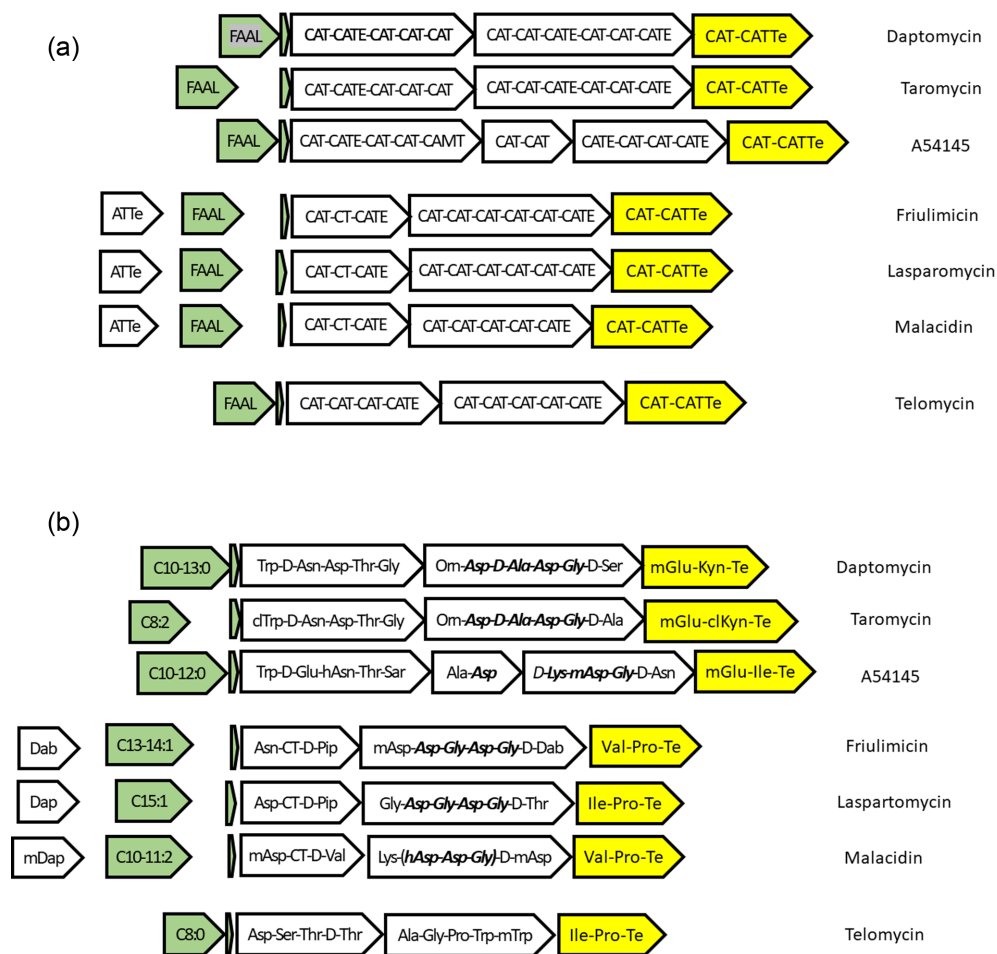 (a)
FAAL CAT-CATE-CAT-CAT-CAT CAT-CAT-CATE-CAT-CAT-CATE CAT-CATTe Daptomycin
FAAL CAT-CATE-CAT-CAT-CAT CAT-CAT-CATE-CAT-CAT-CATE CAT-CATTe Taromycin
FAAL CAT-CATE-CAT-CAT-CAMT CAT-CAT CATE-CAT-CAT-CATE CAT-CATTe A54145
ATTe FAAL CAT-CT-CATE CAT-CAT-CAT-CAT-CAT-CATE CAT-CATTe Friulimicin
ATTe FAAL CAT-CT-CATE CAT-CAT-CAT-CAT-CAT-CATE CAT-CATTe Lasparomycin
ATTe FAAL CAT-CT-CATE CAT-CAT-CAT-CAT-CATE CAT-CATTe Malacidin
FAAL CAT-CAT-CAT-CATE CAT-CAT-CAT-CAT-CATE CAT-CATTe Telomycin
(b)
C10-13:0 Trp-D-Asn-Asp-Thr-Gly Orn-Asp-D-Ala-Asp-Gly-D-Ser mGlu-Kyn-Te Daptomycin
C8:2 clTrp-D-Asn-Asp-Thr-Gly Orn-Asp-D-Ala-Asp-Gly-D-Ala mGlu-clKyn-Te Taromycin
C10-12:0 Trp-D-Glu-hAsn-Thr-Sar Ala-Asp D-Lys-mAsp-Gly-D-Asn mGlu-Ile-Te A54145
Dab C13-14:1 Asn-CT-D-Pip mAsp-Asp-Gly-Asp-Gly-D-Dab Val-Pro-Te Friulimicin
Dap C15:1 Asp-CT-D-Pip Gly-Asp-Gly-Asp-Gly-D-Thr Ile-Pro-Te Laspartomycin
mDap C10-11:2 mAsp-CT-D-Val Lys-(hAsp-Asp-Gly)-D-mAsp Val-Pro-Te Malacidin
C8:0 Asp-Ser-Thr-D-Thr Ala-Gly-Pro-Trp-mTrp Ile-Pro-Te Telomycin